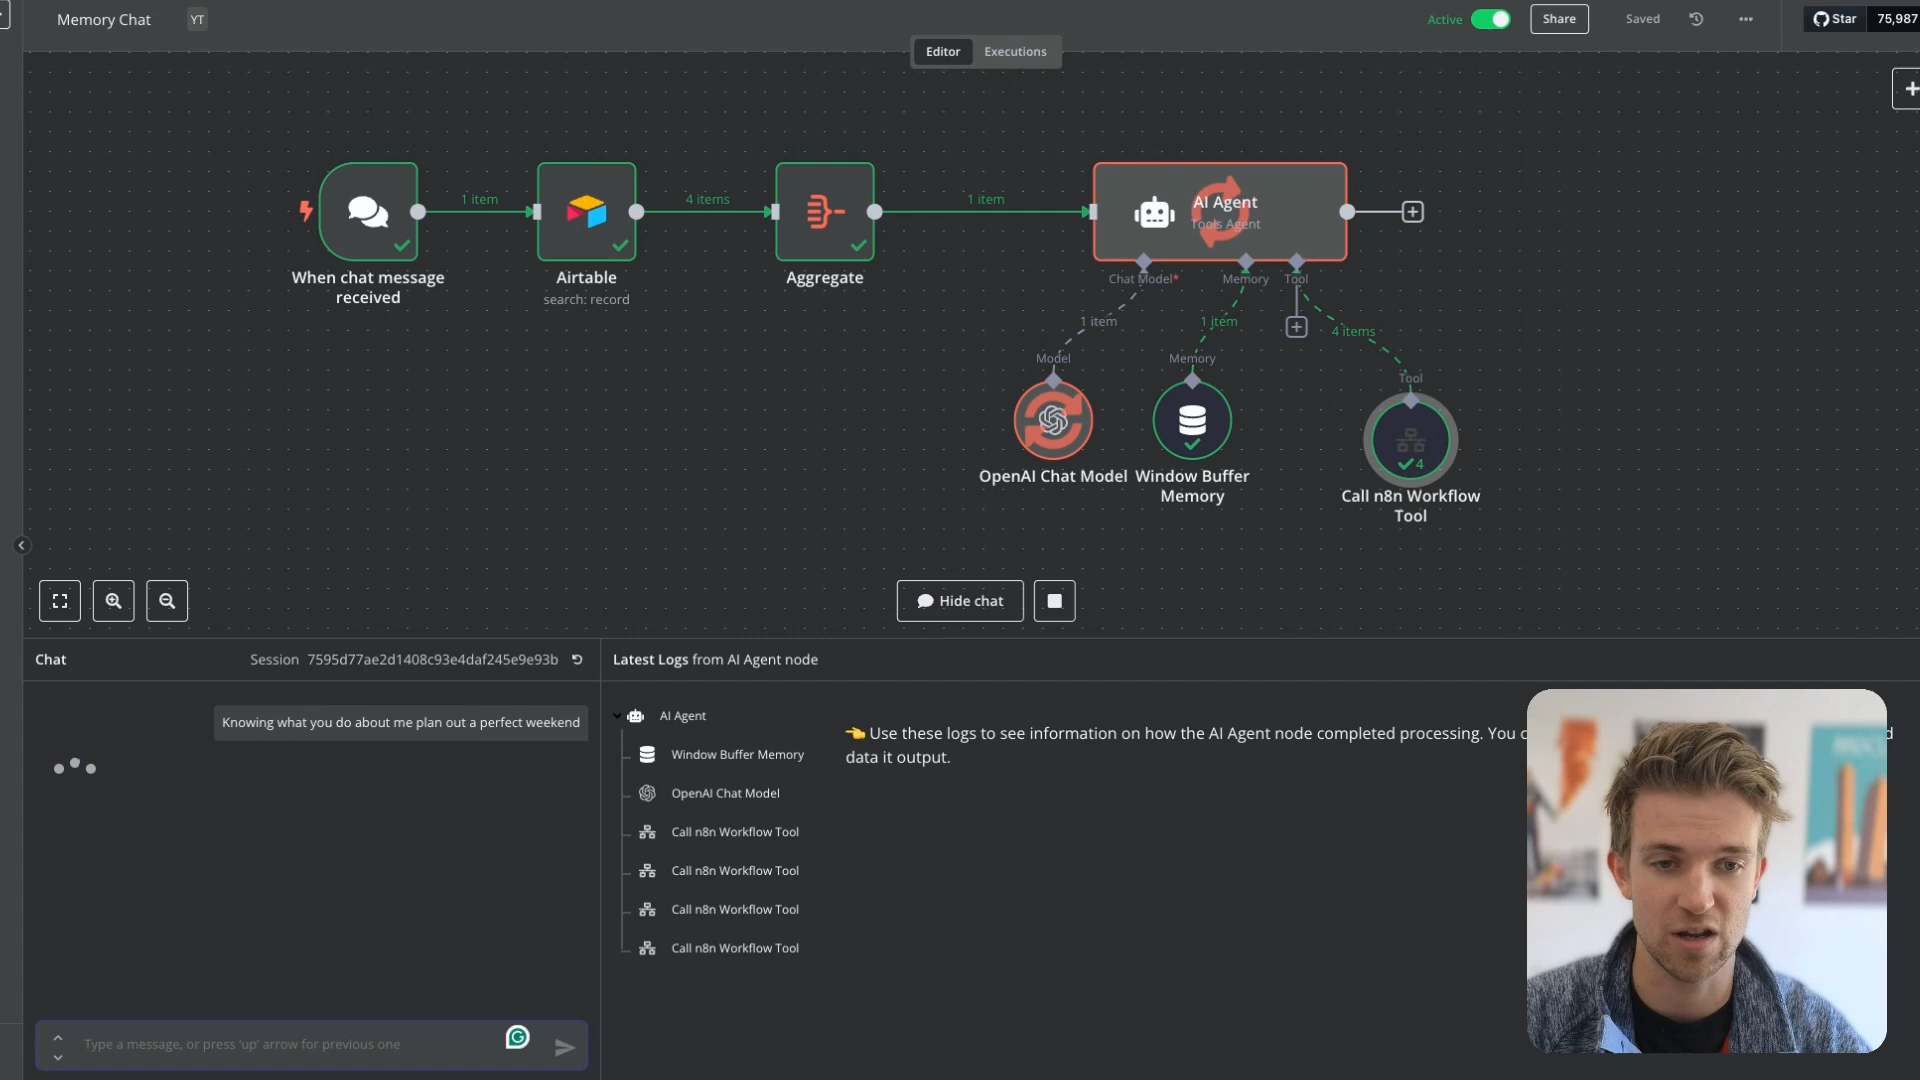 Memory Chat
YT
Active
Share
Saved
Star
75,987
Editor
Executions
1 item
4 items
1 item
AI Agent
Tools Agent
When chat message
received
Airtable
search: record
Aggregate
Chat Model*
Memory
Tool
1 item
1 item
4 items
Model
Memory
Tool
4
OpenAI Chat Model
Window Buffer
Memory
Call n8n Workflow
Tool
Hide chat
Chat
Session 7595d77ae2d1408c93e4daf245e9e93b
Latest Logs from AI Agent node
Knowing what you do about me plan out a perfect weekend
AI Agent
Window Buffer Memory
OpenAI Chat Model
Call n8n Workflow Tool
Call n8n Workflow Tool
Call n8n Workflow Tool
Call n8n Workflow Tool
👈 Use these logs to see information on how the AI Agent node completed processing. You
data it output.
Type a message, or press 'up' arrow for previous one